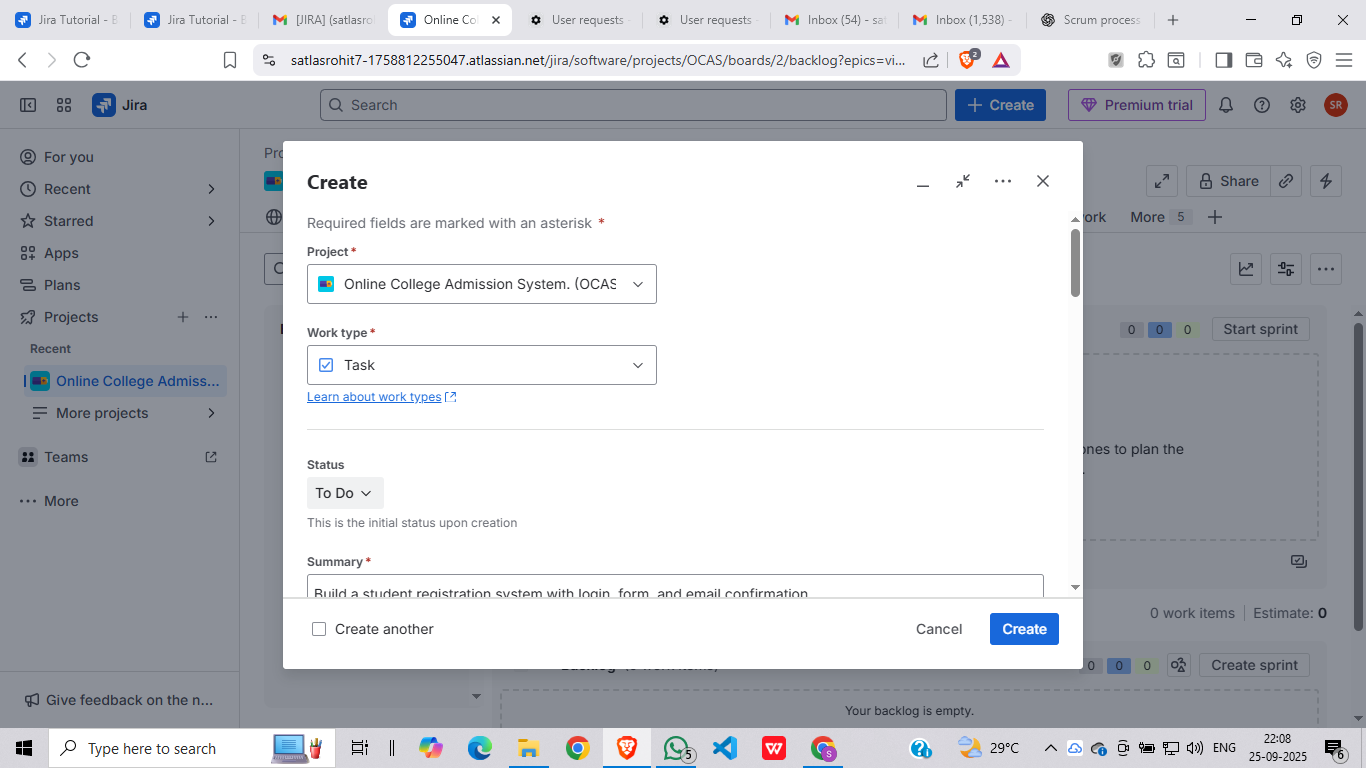 Jira Tutorial - B
Jira Tutorial - B
[JIRA] (satlasro
Online Co
User requests
User requests
Inbox (54) - sa
Inbox (1,538) -
Scrum process
satlasrohit7-1758812255047.atlassian.net/jira/software/projects/OCAS/boards/2/backlog?epics=vi...
2
Jira
Search
Create
Premium trial
SR
For you
Recent
Starred
Apps
Plans
Projects
Recent
Online College Admiss...
More projects
Teams
More
Give feedback on the n...
Pro
Share
ork
More 5
0 0 0
Start sprint
ones to plan the
0 work items
Estimate: 0
Backlog
0 0 0
Create sprint
Your backlog is empty.
Create
Required fields are marked with an asterisk *
Project *
Online College Admission System. (OCAS
Work type *
Task
Learn about work types
Status
To Do
This is the initial status upon creation
Summary *
Build a student registration system with login, form, and email confirmation
Create another
Cancel
Create
Type here to search
5
W
S
29°C
ENG
22:08
25-09-2025
6